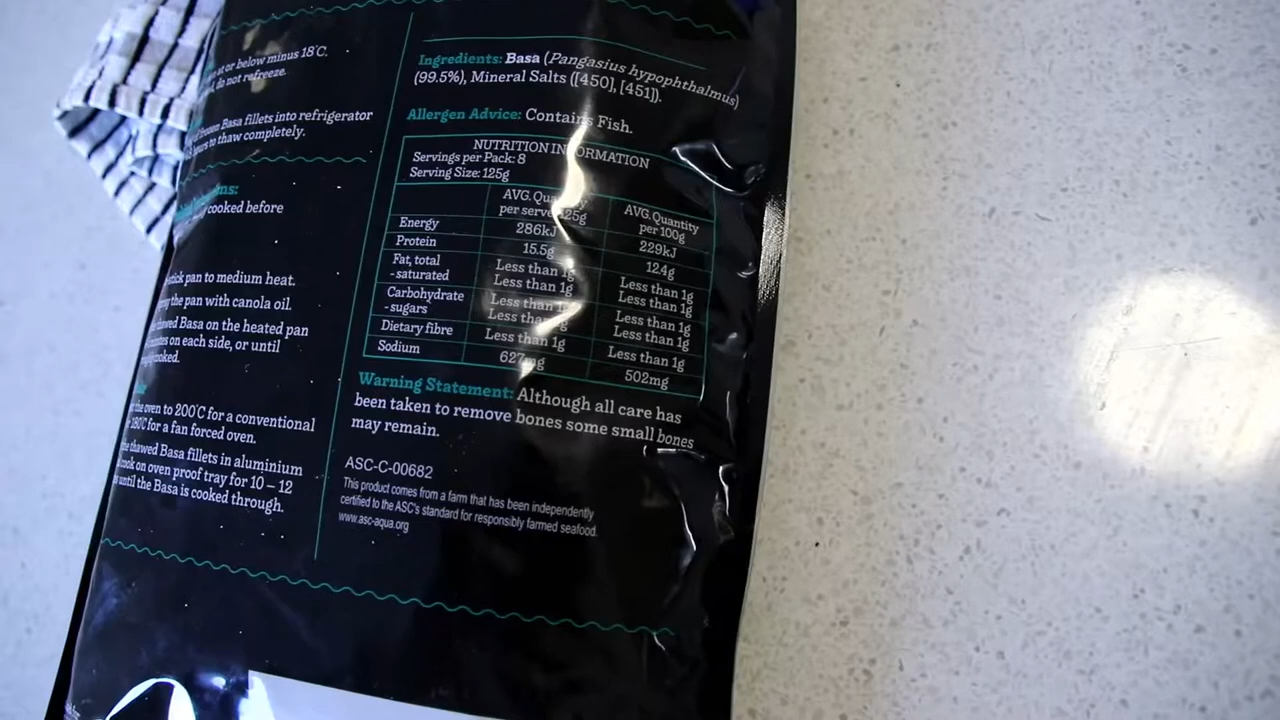 at or below minus 18°C.
do not refreeze.
frozen Basa fillets into refrigerator
hours to thaw completely.
cooked before
stick pan to medium heat.
the pan with canola oil.
thawed Basa on the heated pan
on each side, or until
cooked.
the oven to 200°C for a conventional
180°C for a fan forced oven.
thawed Basa fillets in aluminium
cook on oven proof tray for 10 – 12
until the Basa is cooked through.
Ingredients: Basa (Pangasius hypophthalmus)
(99.5%), Mineral Salts ([450], [451]).
Allergen Advice: Contains Fish.
NUTRITION INFORMATION
Servings per Pack: 8
Serving Size: 125g
AVG. Quantity per serve 125g AVG. Quantity per 100g
Energy 286kJ 229kJ
Protein 15.5g 12.4g
Fat, total Less than 1g Less than 1g
-saturated Less than 1g Less than 1g
Carbohydrate Less than 1g Less than 1g
-sugars Less than 1g Less than 1g
Dietary fibre Less than 1g Less than 1g
Sodium 627mg 502mg
Warning Statement: Although all care has
been taken to remove bones some small bones
may remain.
ASC-C-00682
This product comes from a farm that has been independently
certified to the ASC's standard for responsibly farmed seafood.
www.asc-aqua.org